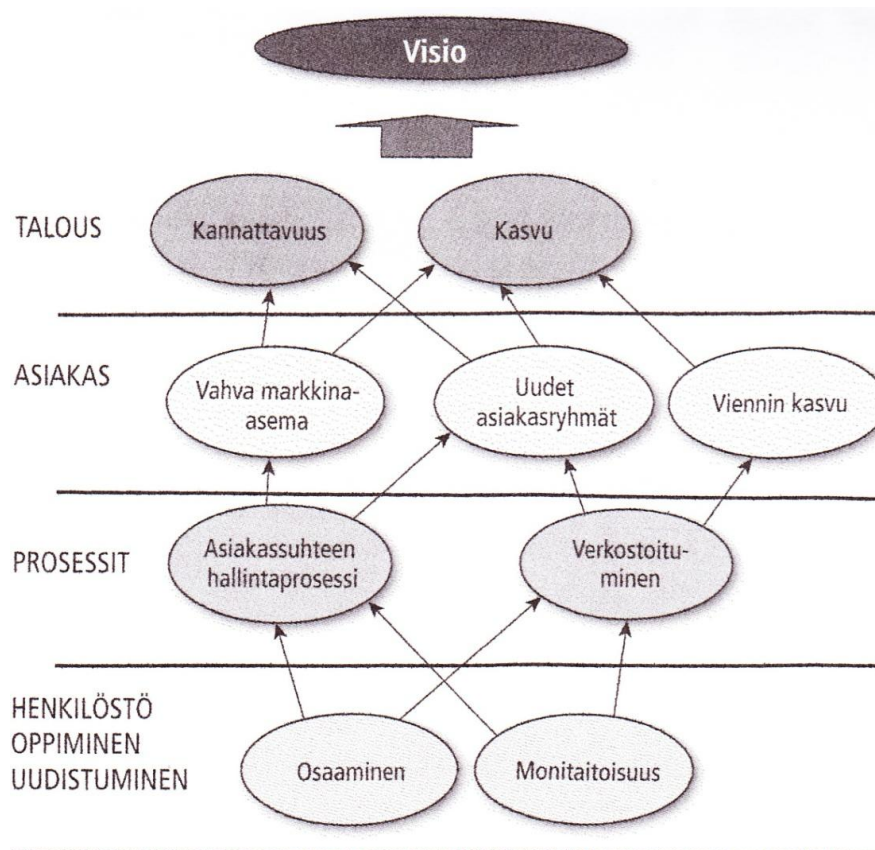 Visio
TALOUS
Kannattavuus
Kasvu
ASIAKAS
Vahva markkina-
asema
Uudet
asiakasryhmät
Viennin kasvu
PROSESSIT
Asiakassuhteen
hallintaprosessi
Verkostoitu-
minen
HENKILÖSTÖ
OPPIMINEN
UUDISTUMINEN
Osaaminen
Monitaitoisuus